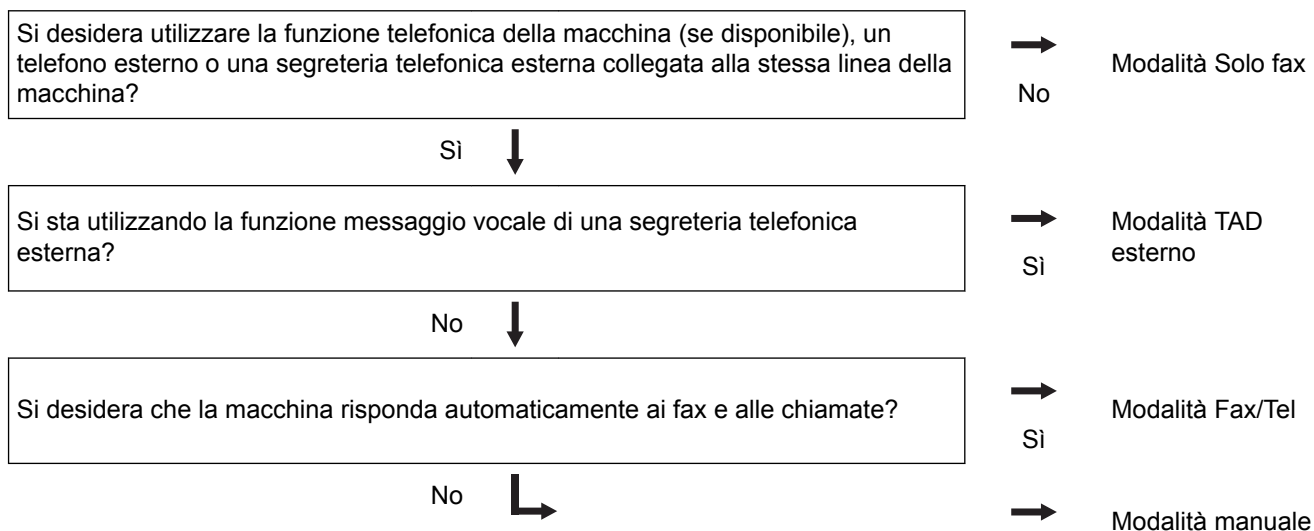 Si desidera utilizzare la funzione telefonica della macchina (se disponibile), un
telefono esterno o una segreteria telefonica esterna collegata alla stessa linea della
macchina?
No
Modalità Solo fax
Sì
Si sta utilizzando la funzione messaggio vocale di una segreteria telefonica
esterna?
Sì
Modalità TAD
esterno
No
Si desidera che la macchina risponda automaticamente ai fax e alle chiamate?
Sì
Modalità Fax/Tel
No
Modalità manuale